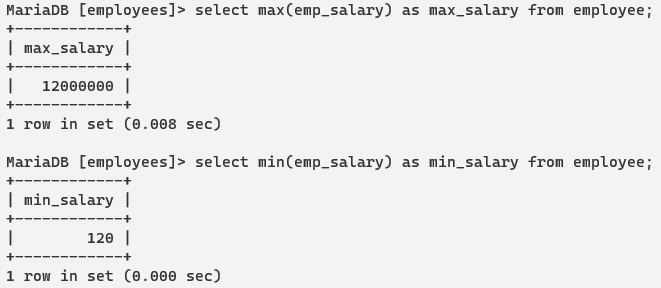 MariaDB [employees]> select max(emp_salary) as max_salary from employee;
+------------+
| max_salary |
+------------+
|   12000000 |
+------------+
1 row in set (0.008 sec)

MariaDB [employees]> select min(emp_salary) as min_salary from employee;
+------------+
| min_salary |
+------------+
|        120 |
+------------+
1 row in set (0.000 sec)